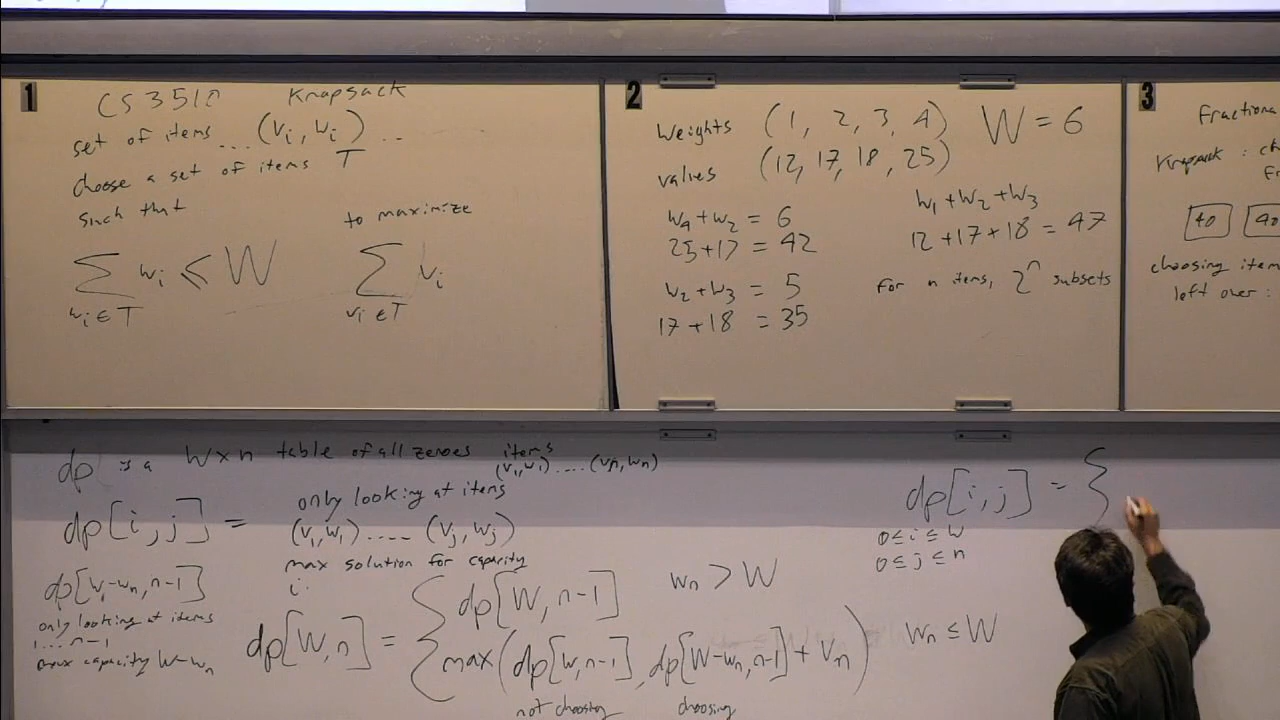 1
CS 3510 Knapsack
set of items ...(vi, wi)...
choose a set of items T
such that
to maximize
∑ wi ≤ W
wi ∈ T
∑ vi
vi ∈ T
2
Weights (1, 2, 3, 4) W = 6
values (12, 17, 18, 25)
w4 + w2 = 6
25 + 17 = 42
w2 + w3 = 5
17 + 18 = 35
w1 + w2 + w3
12 + 17 + 18 = 47
for n items, 2^n subsets
3
Fractiona
Knapsack : ch
Fr
40 40
choosing item
left over :
dp is a W x n table of all zeroes items
(v1, w1) .... (vn, wn)
dp[i, j] = only looking at items
(v1, w1) ..... (vj, wj)
max solution for capacity
i.
dp[W-wn, n-1]
only looking at items
1 ... n-1
max capacity W-wn
dp[W, n] = { dp[W, n-1] wn > W
max(dp[W, n-1], dp[W-wn, n-1] + vn) wn ≤ W
not choosing choosing
dp[i, j] = {
0 ≤ i ≤ W
0 ≤ j ≤ n